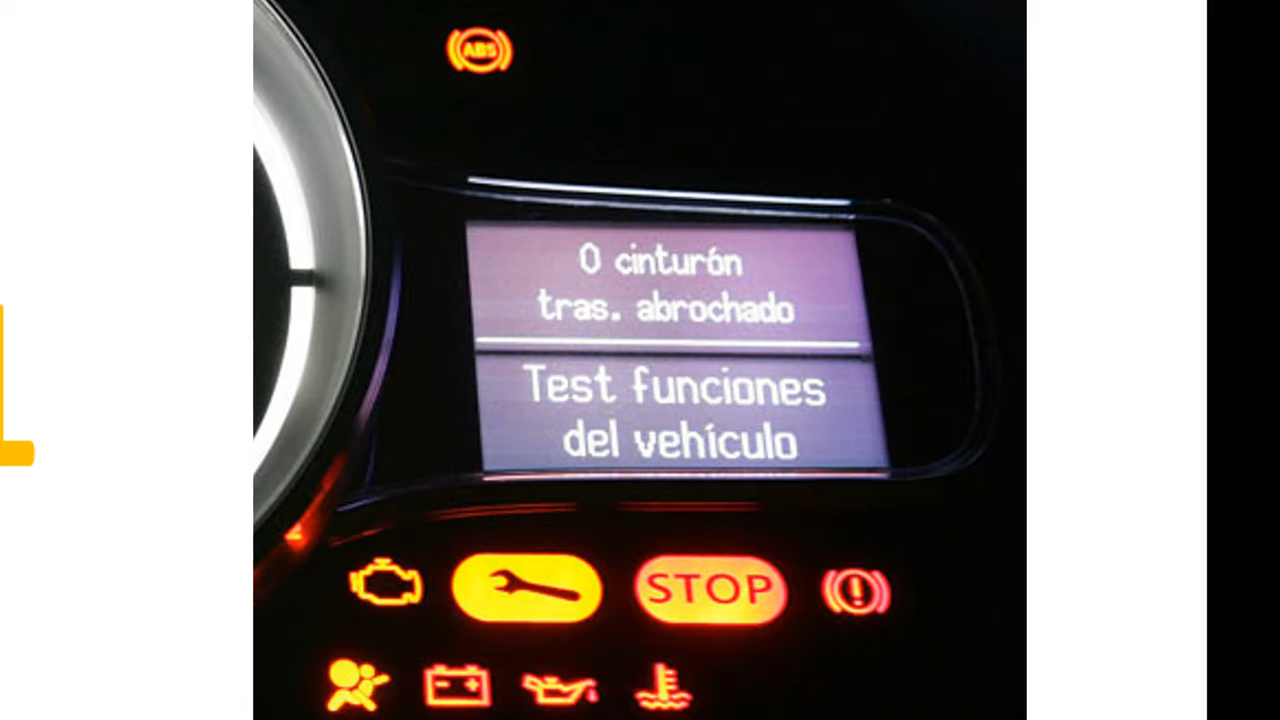 ABS
0 cinturón
tras. abrochado
Test funciones
del vehículo
STOP